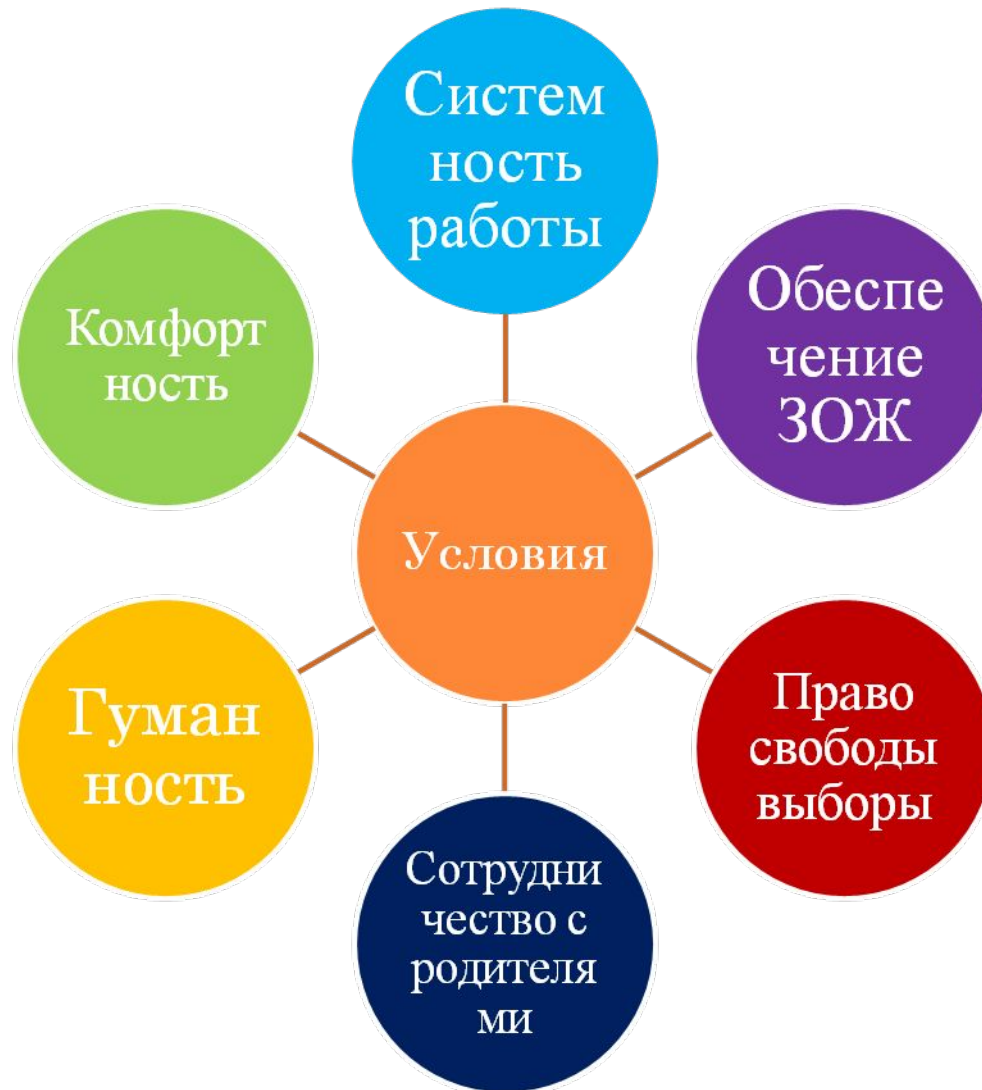 Систем
ность
работы
Обеспе
чение
ЗОЖ
Комфорт
ность
Условия
Гуман
ность
Право
свободы
выборы
Сотрудни
чество с
родителя
ми